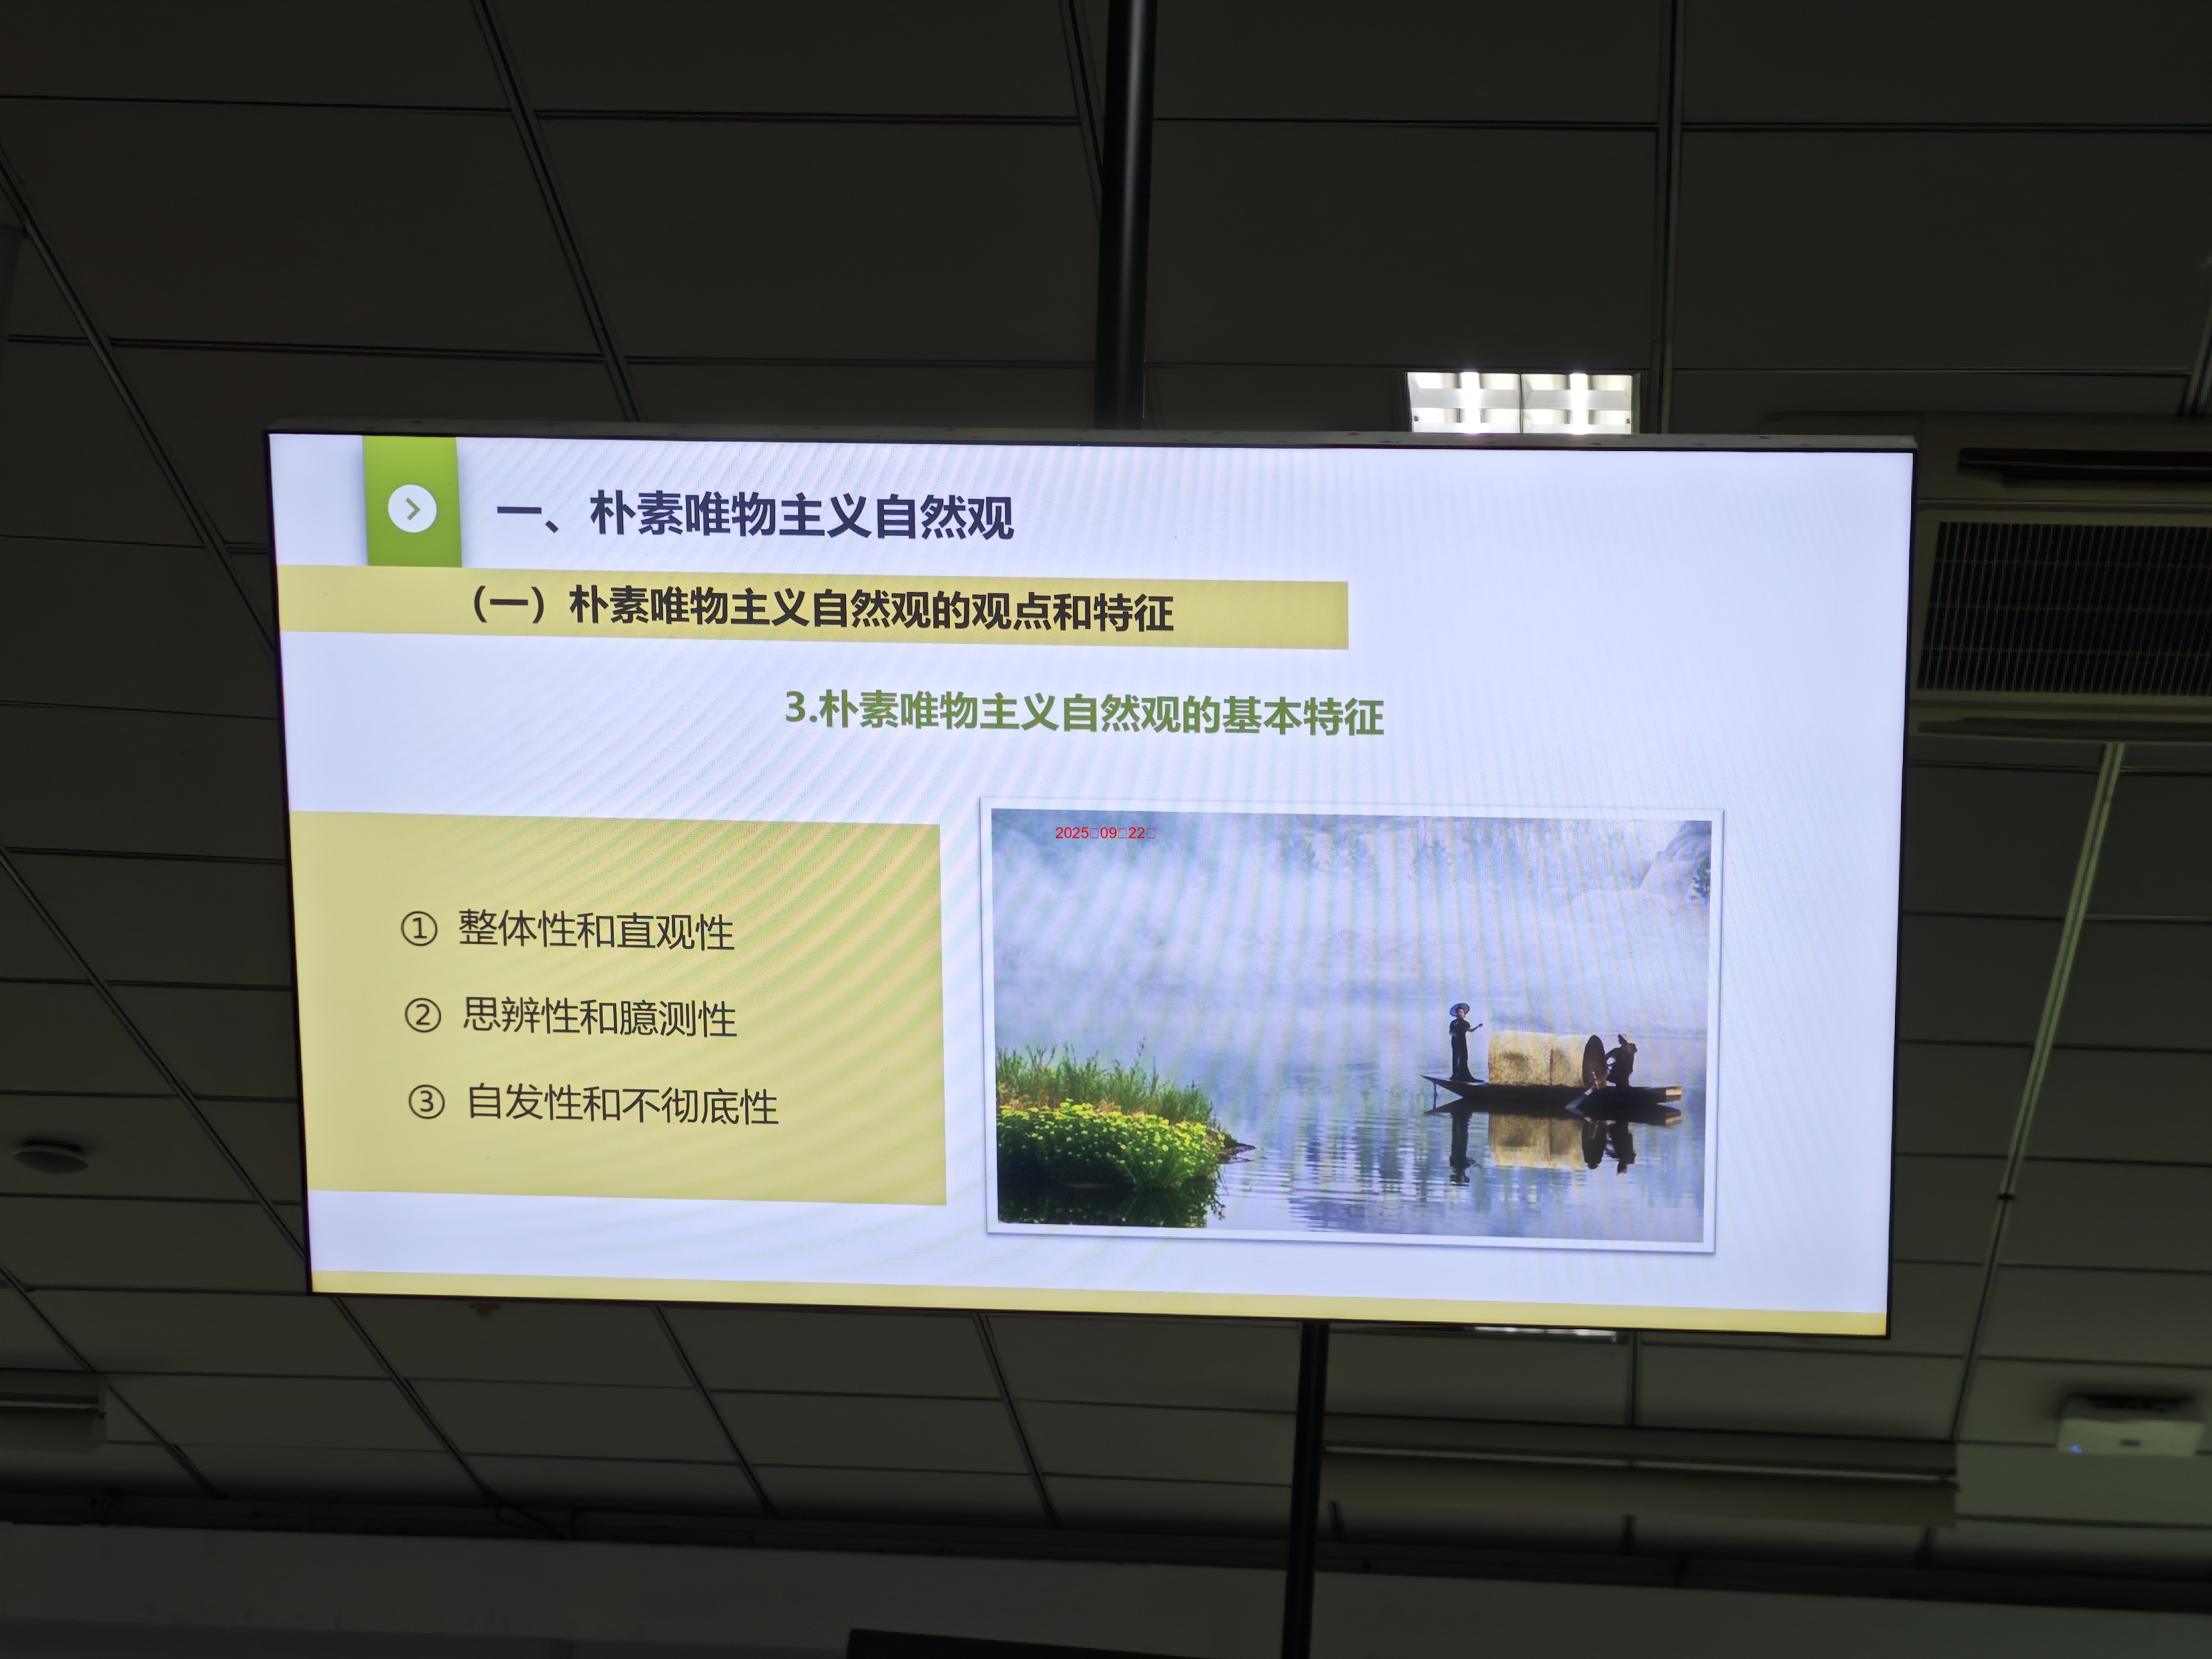 一、朴素唯物主义自然观
（一）朴素唯物主义自然观的观点和特征
3.朴素唯物主义自然观的基本特征
2025□09□22□
① 整体性和直观性
② 思辨性和臆测性
③ 自发性和不彻底性